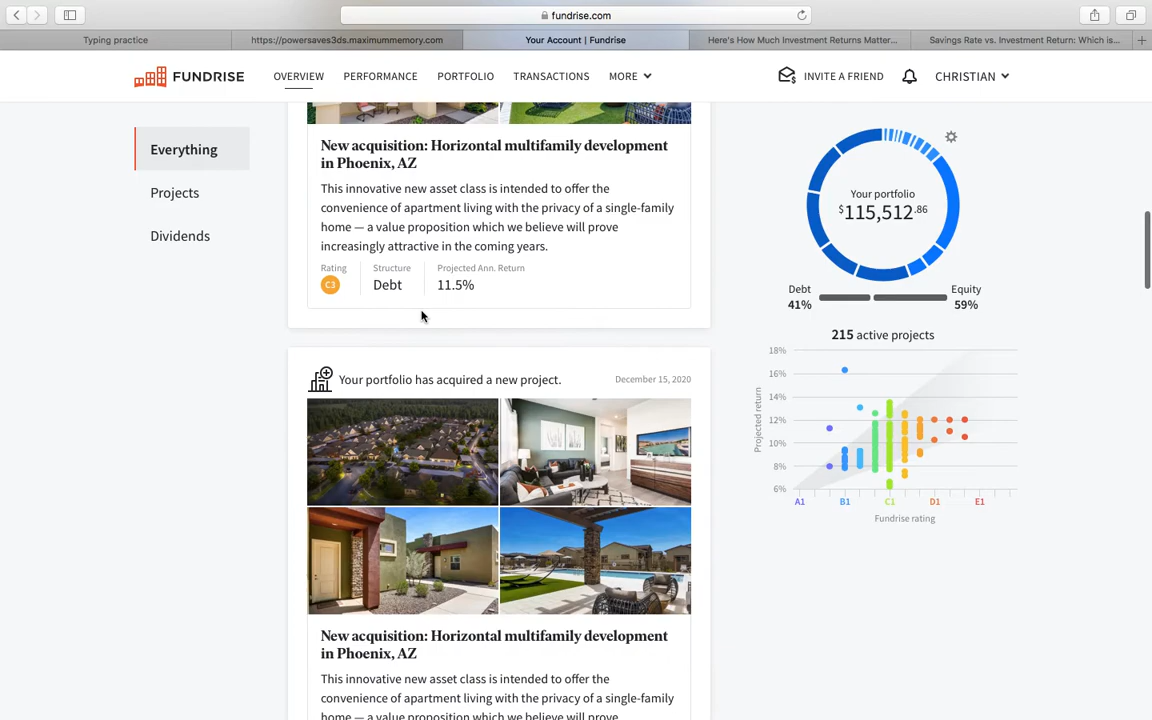 fundrise.com
Typing practice
https://powersaves3ds.maximummemory.com
Your Account | Fundrise
Here's How Much Investment Returns Matter...
Savings Rate vs. Investment Return: Which is...
FUNDRISE
OVERVIEW
PERFORMANCE
PORTFOLIO
TRANSACTIONS
MORE
INVITE A FRIEND
CHRISTIAN
Everything
Projects
Dividends
New acquisition: Horizontal multifamily development
in Phoenix, AZ
This innovative new asset class is intended to offer the
convenience of apartment living with the privacy of a single-family
home — a value proposition which we believe will prove
increasingly attractive in the coming years.
Rating
Structure
Projected Ann. Return
C3
Debt
11.5%
Your portfolio has acquired a new project.
December 15, 2020
New acquisition: Horizontal multifamily development
in Phoenix, AZ
This innovative new asset class is intended to offer the
convenience of apartment living with the privacy of a single-family
home — a value proposition which we believe will prove
Your portfolio
$115,512.86
Debt
41%
Equity
59%
215 active projects
18%
16%
14%
12%
10%
8%
6%
Projected return
A1
B1
C1
D1
E1
Fundrise rating